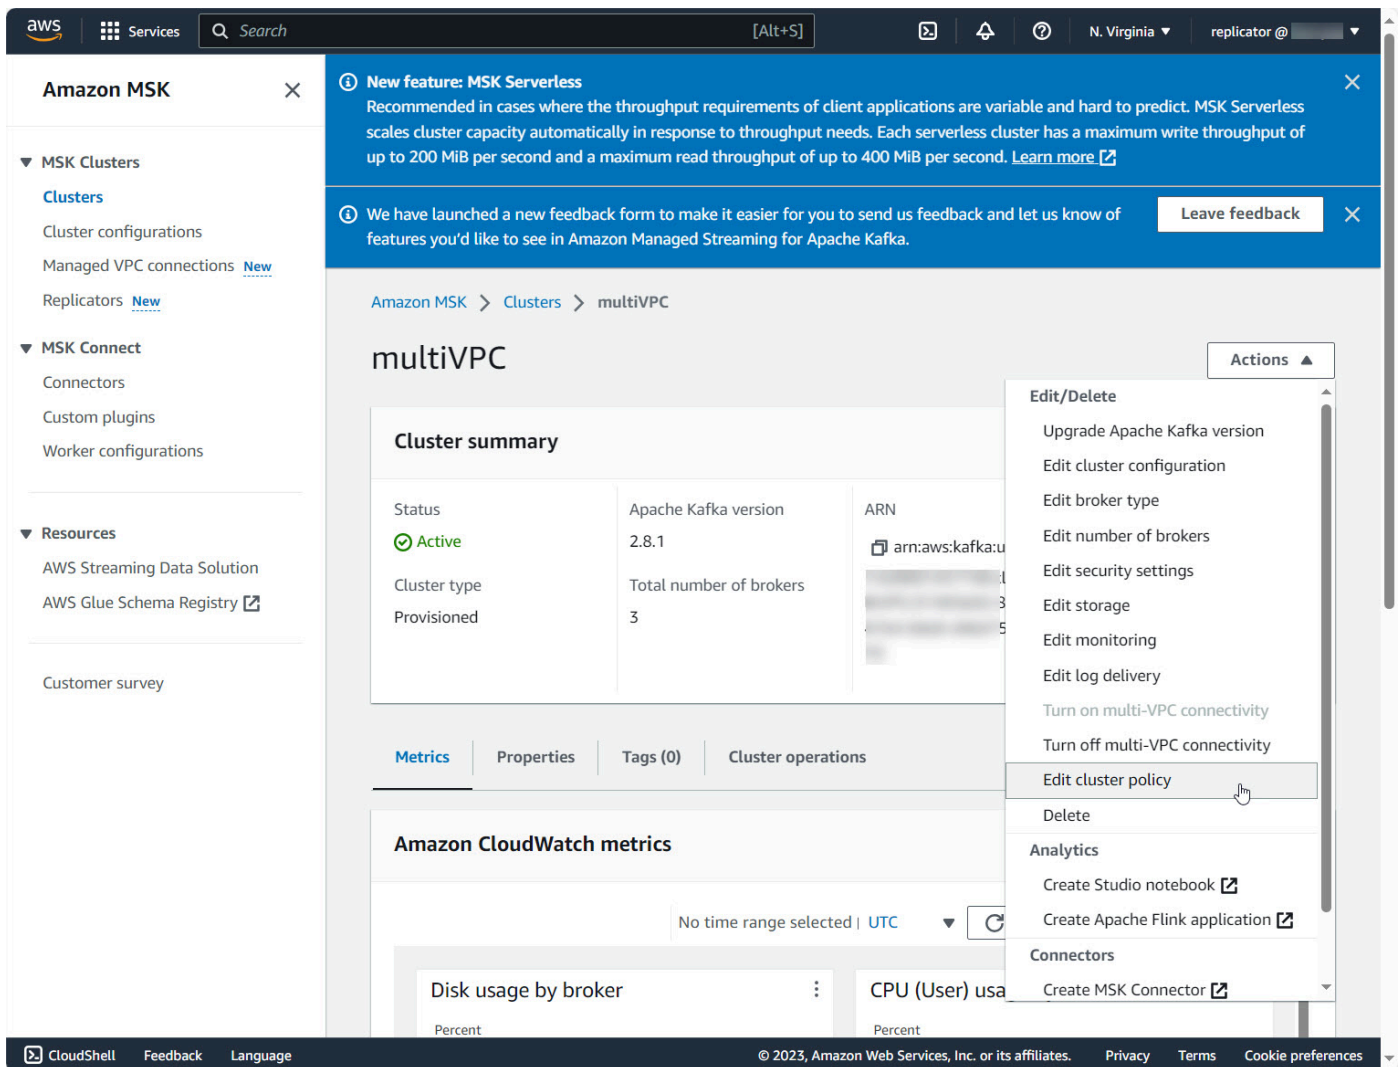 aws
Services
Search
[Alt+S]
N. Virginia
replicator @
Amazon MSK
MSK Clusters
Clusters
Cluster configurations
Managed VPC connections New
Replicators New
MSK Connect
Connectors
Custom plugins
Worker configurations
Resources
AWS Streaming Data Solution
AWS Glue Schema Registry
Customer survey
New feature: MSK Serverless
Recommended in cases where the throughput requirements of client applications are variable and hard to predict. MSK Serverless
scales cluster capacity automatically in response to throughput needs. Each serverless cluster has a maximum write throughput of
up to 200 MiB per second and a maximum read throughput of up to 400 MiB per second. Learn more
We have launched a new feedback form to make it easier for you to send us feedback and let us know of
features you'd like to see in Amazon Managed Streaming for Apache Kafka.
Leave feedback
Amazon MSK > Clusters > multiVPC
multiVPC
Actions
Cluster summary
Status
Active
Cluster type
Provisioned
Apache Kafka version
2.8.1
Total number of brokers
3
ARN
arn:aws:kafka:u
Edit/Delete
Upgrade Apache Kafka version
Edit cluster configuration
Edit broker type
Edit number of brokers
Edit security settings
Edit storage
Edit monitoring
Edit log delivery
Turn on multi-VPC connectivity
Turn off multi-VPC connectivity
Edit cluster policy
Delete
Analytics
Create Studio notebook
Create Apache Flink application
Connectors
Create MSK Connector
Metrics
Properties
Tags (0)
Cluster operations
Amazon CloudWatch metrics
No time range selected | UTC
Disk usage by broker
Percent
CPU (User) usa
Percent
CloudShell
Feedback
Language
© 2023, Amazon Web Services, Inc. or its affiliates.
Privacy
Terms
Cookie preferences